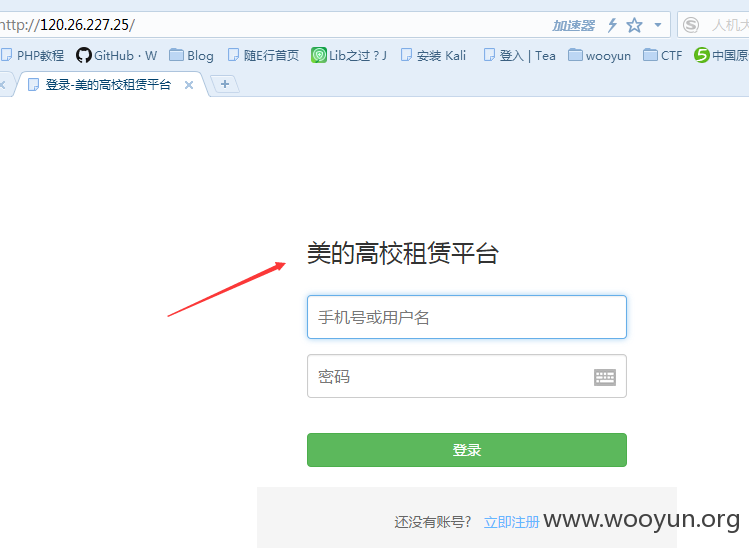 http://120.26.227.25/ 加速器 人机大
PHP教程 GitHub · W Blog 随E行首页 Lib之过？J 安装 Kali 登入 | Tea wooyun CTF 中国原
登录-美的高校租赁平台
美的高校租赁平台
手机号或用户名
密码
登录
还没有账号? 立即注册 www.wooyun.org